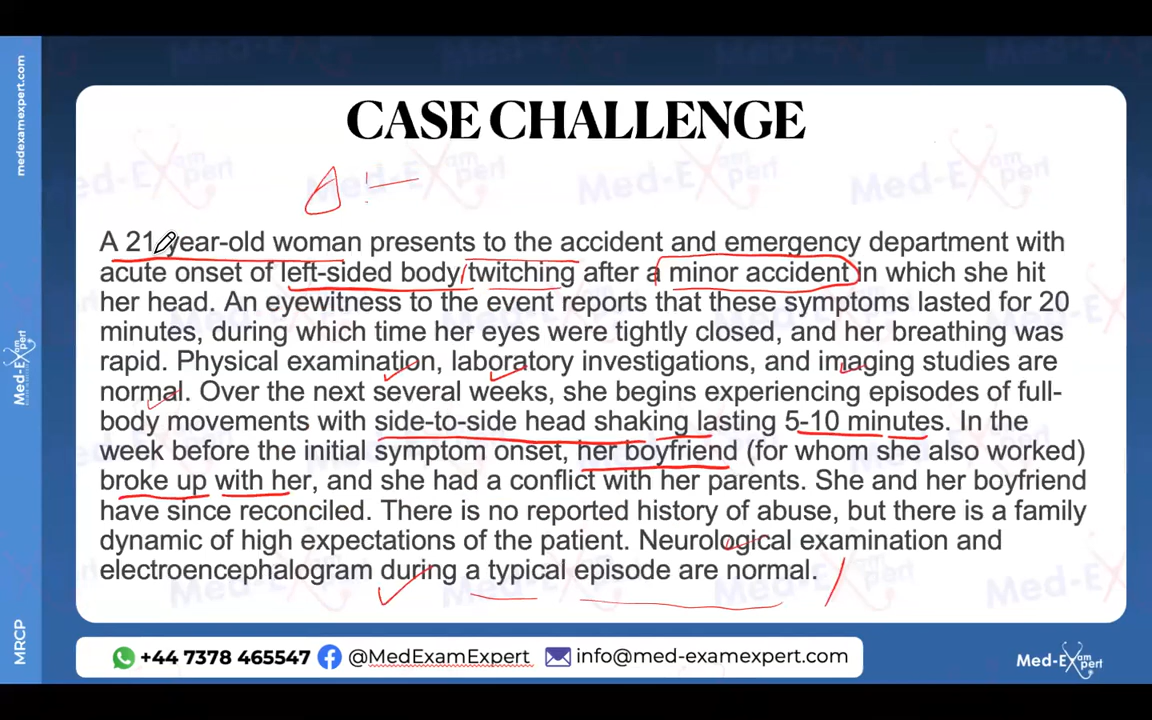 CASE CHALLENGE
A 21 year-old woman presents to the accident and emergency department with
acute onset of left-sided body twitching after a minor accident in which she hit
her head. An eyewitness to the event reports that these symptoms lasted for 20
minutes, during which time her eyes were tightly closed, and her breathing was
rapid. Physical examination, laboratory investigations, and imaging studies are
normal. Over the next several weeks, she begins experiencing episodes of full-
body movements with side-to-side head shaking lasting 5-10 minutes. In the
week before the initial symptom onset, her boyfriend (for whom she also worked)
broke up with her, and she had a conflict with her parents. She and her boyfriend
have since reconciled. There is no reported history of abuse, but there is a family
dynamic of high expectations of the patient. Neurological examination and
electroencephalogram during a typical episode are normal.
medexamexpert.com
Med-Expert
MRCP
+44 7378 465547 @MedExamExpert info@med-examexpert.com
Med-Exam Expert